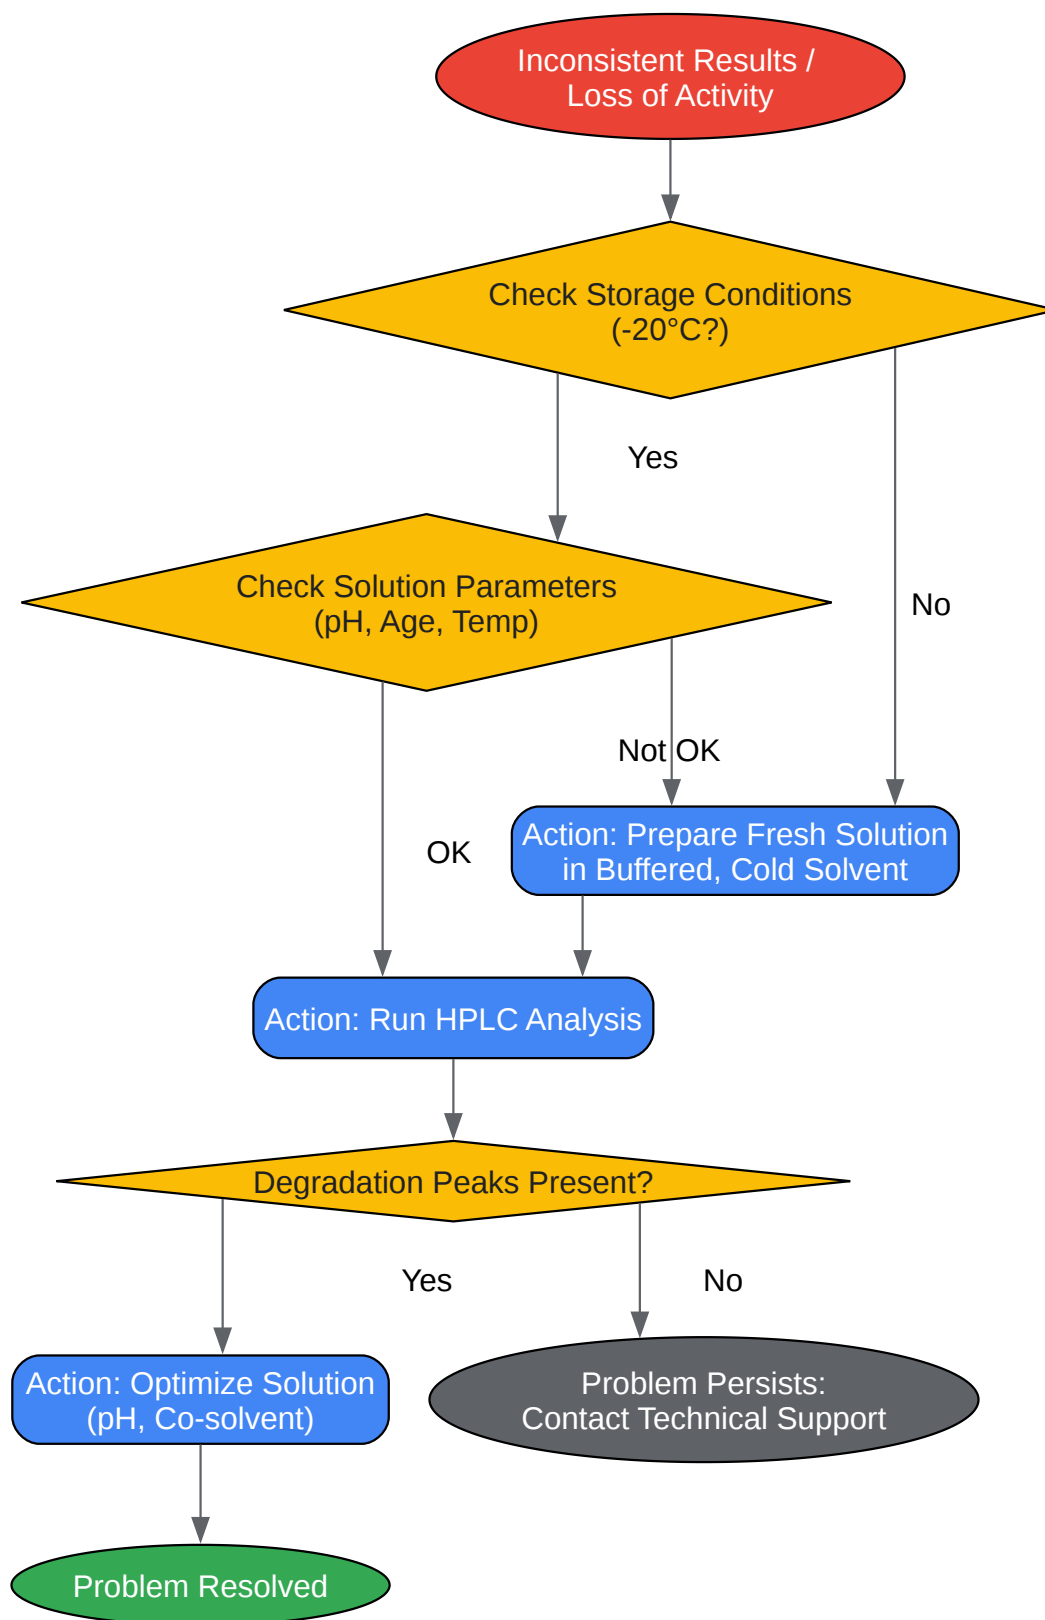 Inconsistent Results /
Loss of Activity
Check Storage Conditions
(-20°C?)
Yes
Check Solution Parameters
(pH, Age, Temp)
No
Not OK
Action: Prepare Fresh Solution
in Buffered, Cold Solvent
OK
Action: Run HPLC Analysis
Degradation Peaks Present?
Yes
No
Action: Optimize Solution
(pH, Co-solvent)
Problem Persists:
Contact Technical Support
Problem Resolved